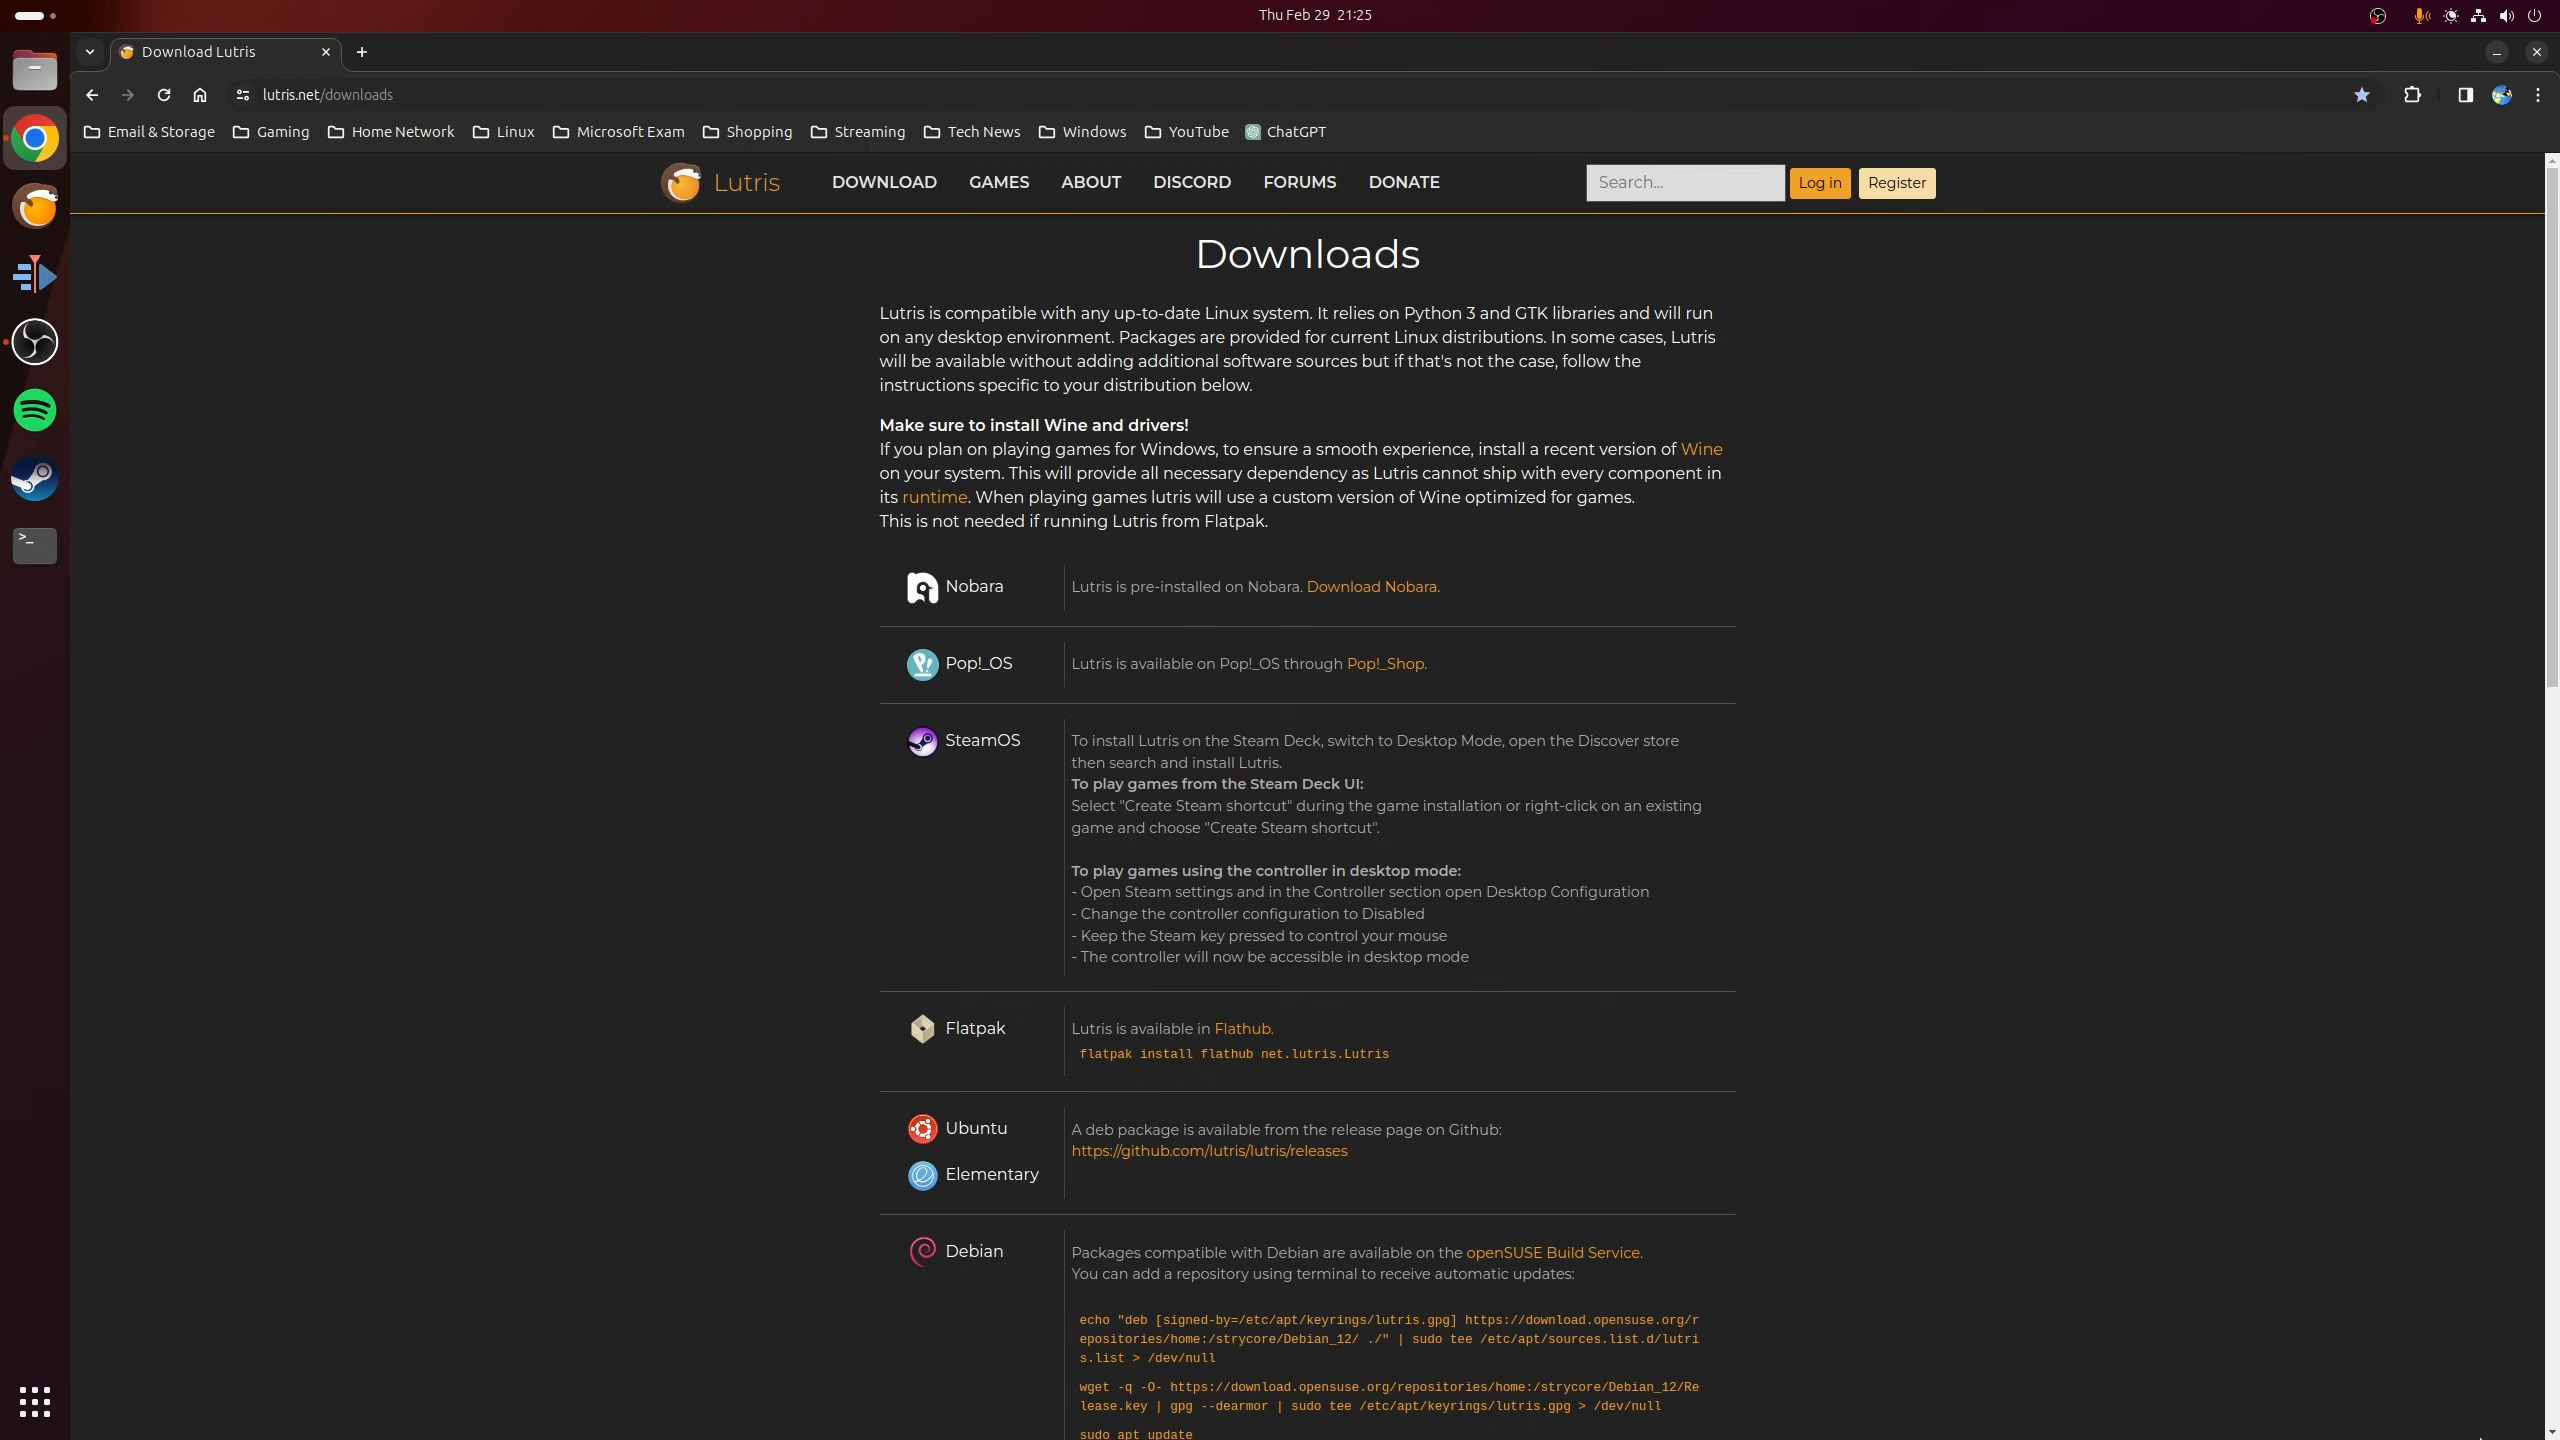 Thu Feb 29 21:25
Download Lutris
lutris.net/downloads
Email & Storage Gaming Home Network Linux Microsoft Exam Shopping Streaming Tech News Windows YouTube ChatGPT
Lutris DOWNLOAD GAMES ABOUT DISCORD FORUMS DONATE Search... Log in Register
Downloads
Lutris is compatible with any up-to-date Linux system. It relies on Python 3 and GTK libraries and will run
on any desktop environment. Packages are provided for current Linux distributions. In some cases, Lutris
will be available without adding additional software sources but if that's not the case, follow the
instructions specific to your distribution below.
Make sure to install Wine and drivers!
If you plan on playing games for Windows, to ensure a smooth experience, install a recent version of Wine
on your system. This will provide all necessary dependency as Lutris cannot ship with every component in
its runtime. When playing games lutris will use a custom version of Wine optimized for games.
This is not needed if running Lutris from Flatpak.
Nobara Lutris is pre-installed on Nobara. Download Nobara.
Pop!_OS Lutris is available on Pop!_OS through Pop!_Shop.
SteamOS To install Lutris on the Steam Deck, switch to Desktop Mode, open the Discover store
then search and install Lutris.
To play games from the Steam Deck UI:
Select "Create Steam shortcut" during the game installation or right-click on an existing
game and choose "Create Steam shortcut".
To play games using the controller in desktop mode:
- Open Steam settings and in the Controller section open Desktop Configuration
- Change the controller configuration to Disabled
- Keep the Steam key pressed to control your mouse
- The controller will now be accessible in desktop mode
Flatpak Lutris is available in Flathub.
flatpak install flathub net.lutris.Lutris
Ubuntu A deb package is available from the release page on Github:
https://github.com/lutris/lutris/releases
Elementary
Debian Packages compatible with Debian are available on the openSUSE Build Service.
You can add a repository using terminal to receive automatic updates:
echo "deb [signed-by=/etc/apt/keyrings/lutris.gpg] https://download.opensuse.org/r
epositories/home:/strycore/Debian_12/ ./" | sudo tee /etc/apt/sources.list.d/lutri
s.list > /dev/null
wget -q -O- https://download.opensuse.org/repositories/home:/strycore/Debian_12/Re
lease.key | gpg --dearmor | sudo tee /etc/apt/keyrings/lutris.gpg > /dev/null
sudo apt update